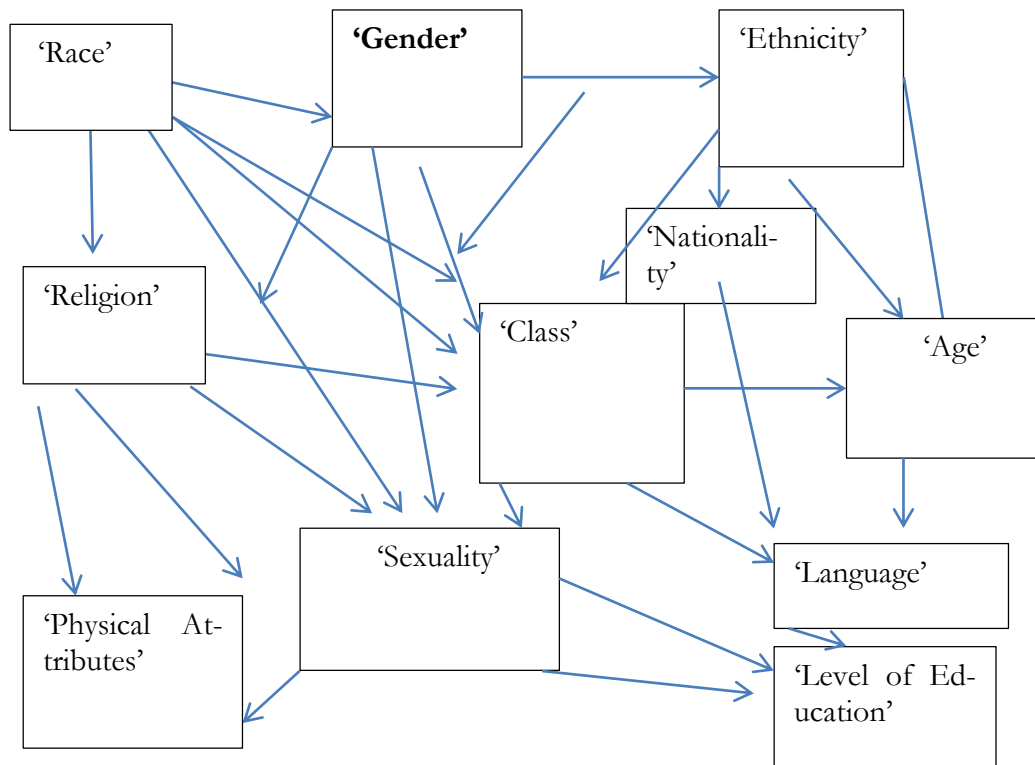 ‘Race’
‘Gender’
‘Ethnicity’
‘Nationali-
ty’
‘Religion’
‘Class’
‘Age’
‘Sexuality’
‘Language’
‘Physical At-
tributes’
‘Level of Ed-
ucation’